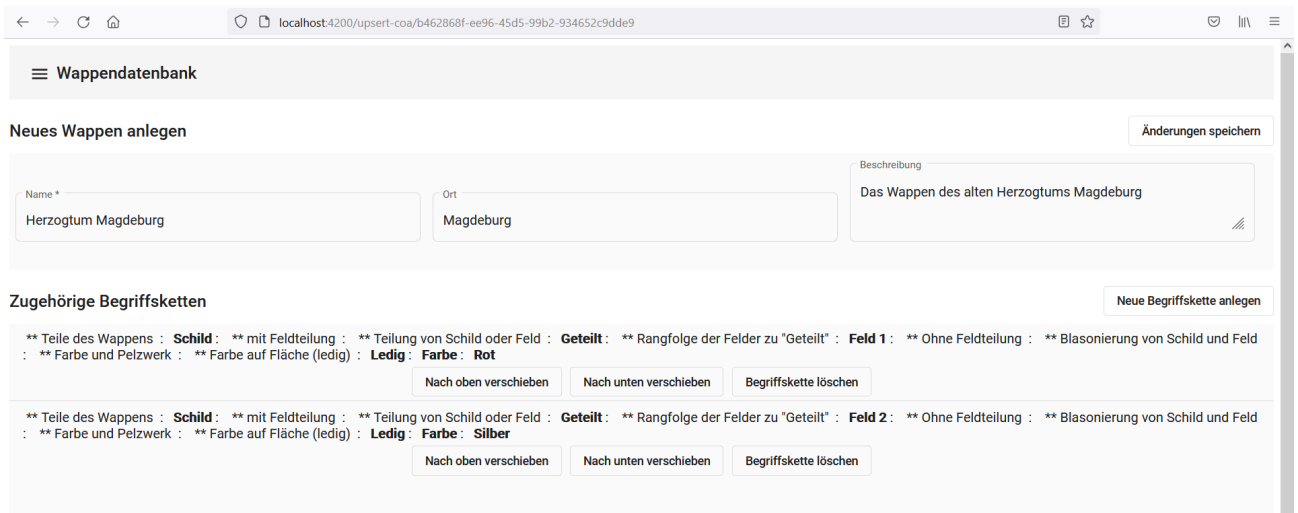 localhost:4200/upsert-coa/b462868f-ee96-45d5-99b2-934652c9dde9
Wappendatenbank
Neues Wappen anlegen
Änderungen speichern
Name *
Herzogtum Magdeburg
Ort
Magdeburg
Beschreibung
Das Wappen des alten Herzogtums Magdeburg
Zugehörige Begriffsketten
Neue Begriffskette anlegen
** Teile des Wappens : Schild : ** mit Feldteilung : ** Teilung von Schild oder Feld : Geteilt : ** Rangfolge der Felder zu "Geteilt" : Feld 1 : ** Ohne Feldteilung : ** Blasonierung von Schild und Feld
: ** Farbe und Pelzwerk : ** Farbe auf Fläche (ledig) : Ledig : Farbe : Rot
Nach oben verschieben Nach unten verschieben Begriffskette löschen
** Teile des Wappens : Schild : ** mit Feldteilung : ** Teilung von Schild oder Feld : Geteilt : ** Rangfolge der Felder zu "Geteilt" : Feld 2 : ** Ohne Feldteilung : ** Blasonierung von Schild und Feld
: ** Farbe und Pelzwerk : ** Farbe auf Fläche (ledig) : Ledig : Farbe : Silber
Nach oben verschieben Nach unten verschieben Begriffskette löschen